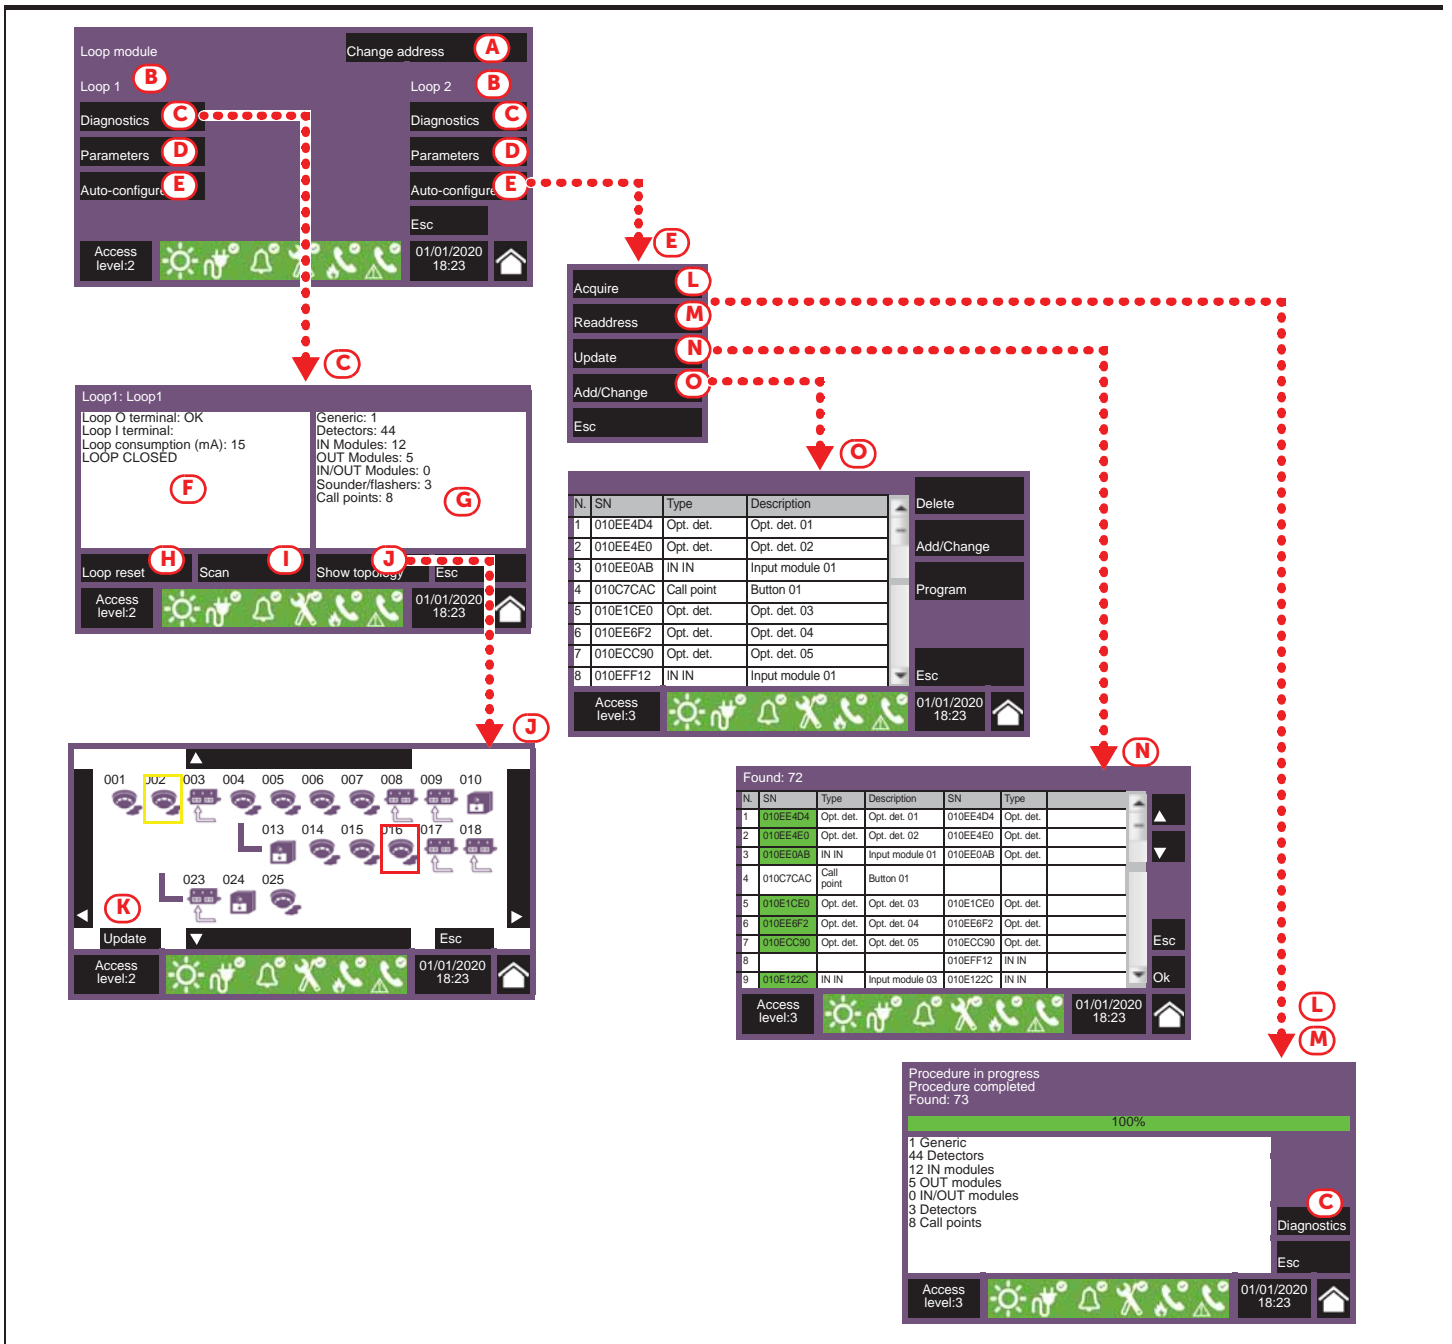 Loop module
Change address A
Loop 1 B
Loop 2 B
Diagnostics C
Diagnostics C
Parameters D
Parameters D
Auto-configure E
Auto-configure E
Esc
Access level:2
01/01/2020 18:23
E
Acquire L
Readdress M
Update N
Add/Change O
Esc
C
Loop1: Loop1
Loop O terminal: OK
Loop I terminal:
Loop consumption (mA): 15
LOOP CLOSED
F
Generic: 1
Detectors: 44
IN Modules: 12
OUT Modules: 5
IN/OUT Modules: 0
Sounder/flashers: 3
Call points: 8
G
Loop reset H
Scan I
Show topology J
Esc
Access level:2
01/01/2020 18:23
O
N. SN Type Description
1 010EE4D4 Opt. det. Opt. det. 01
2 010EE4E0 Opt. det. Opt. det. 02
3 010EE0AB IN IN Input module 01
4 010C7CAC Call point Button 01
5 010E1CE0 Opt. det. Opt. det. 03
6 010EE6F2 Opt. det. Opt. det. 04
7 010ECC90 Opt. det. Opt. det. 05
8 010EFF12 IN IN Input module 01
Delete
Add/Change
Program
Esc
Access level:3
01/01/2020 18:23
J
001 002 003 004 005 006 007 008 009 010
013 014 015 016 017 018
023 024 025
K
Update
Esc
Access level:2
01/01/2020 18:23
N
Found: 72
N. SN Type Description SN Type
1 010EE4D4 Opt. det. Opt. det. 01 010EE4D4 Opt. det.
2 010EE4E0 Opt. det. Opt. det. 02 010EE4E0 Opt. det.
3 010EE0AB IN IN Input module 01 010EE0AB Opt. det.
4 010C7CAC Call point Button 01
5 010E1CE0 Opt. det. Opt. det. 03 010E1CE0 Opt. det.
6 010EE6F2 Opt. det. Opt. det. 04 010EE6F2 Opt. det.
7 010ECC90 Opt. det. Opt. det. 05 010ECC90 Opt. det.
8 010EFF12 IN IN
9 010E122C IN IN Input module 03 010E122C IN IN
Esc
Ok
Access level:3
01/01/2020 18:23
L
M
Procedure in progress
Procedure completed
Found: 73
100%
1 Generic
44 Detectors
12 IN modules
5 OUT modules
0 IN/OUT modules
3 Detectors
8 Call points
C
Diagnostics
Esc
Access level:3
01/01/2020 18:23